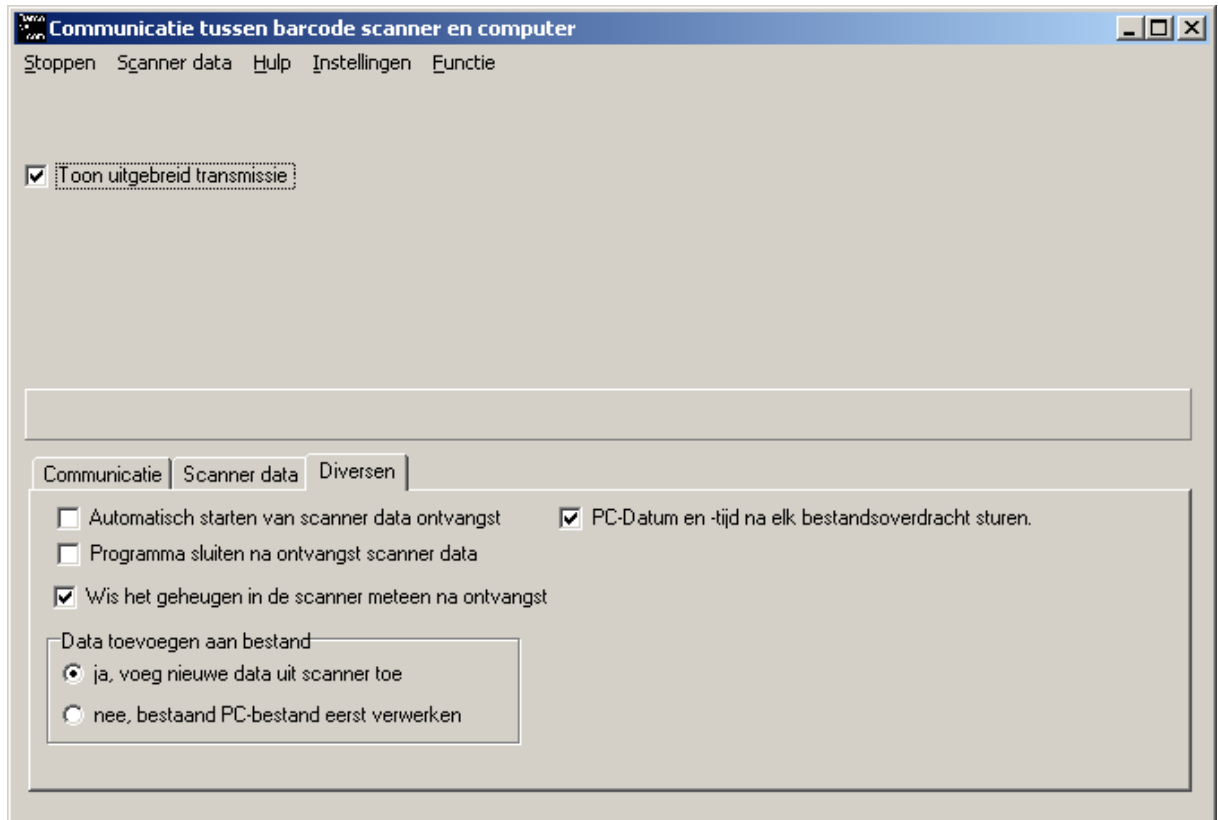 Communicatie tussen barcode scanner en computer
Stoppen Scanner data Hulp Instellingen Functie
Toon uitgebreid transmissie
Communicatie Scanner data Diversen
Automatisch starten van scanner data ontvangst PC-Datum en -tijd na elk bestandsoverdracht sturen.
Programma sluiten na ontvangst scanner data
Wis het geheugen in de scanner meteen na ontvangst
Data toevoegen aan bestand
ja, voeg nieuwe data uit scanner toe
nee, bestaand PC-bestand eerst verwerken